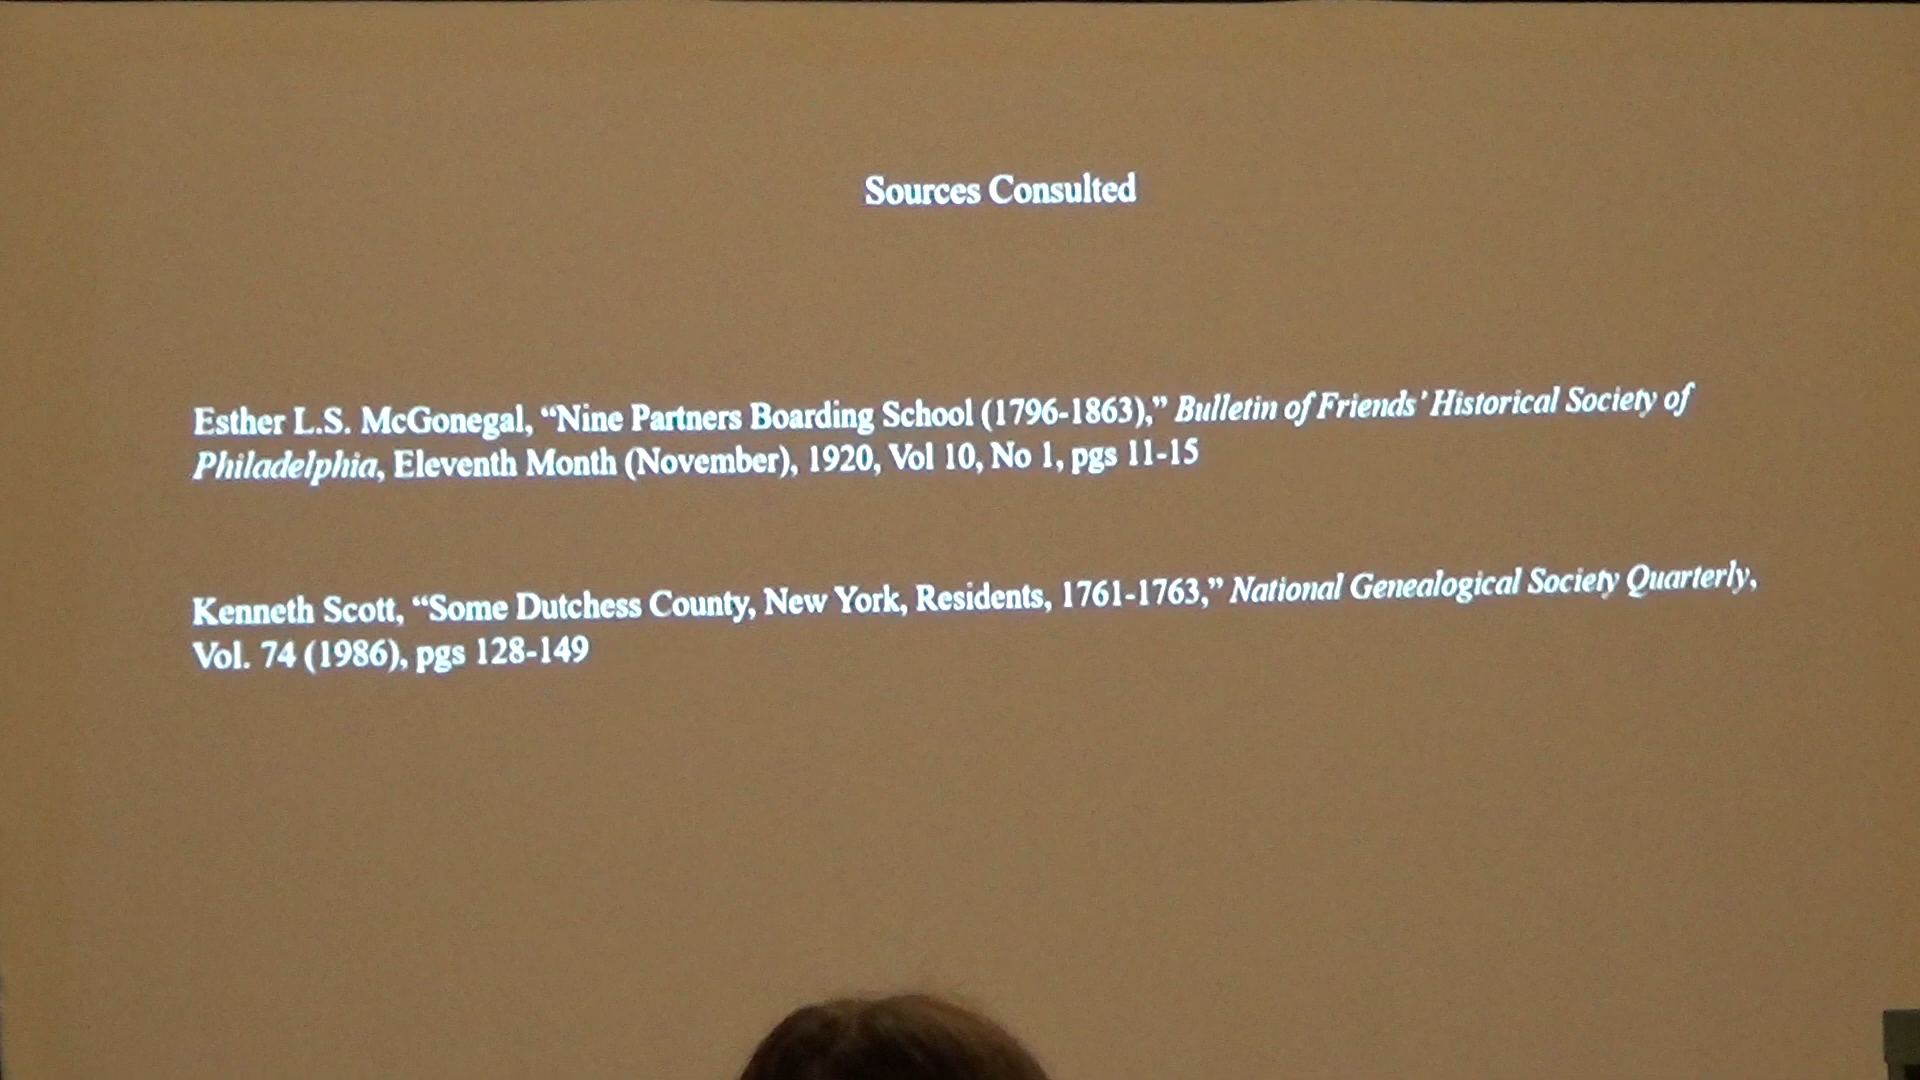 Sources Consulted
Esther L.S. McGonegal, “Nine Partners Boarding School (1796-1863),” Bulletin of Friends’ Historical Society of
Philadelphia, Eleventh Month (November), 1920, Vol 10, No 1, pgs 11-15
Kenneth Scott, “Some Dutchess County, New York, Residents, 1761-1763,” National Genealogical Society Quarterly,
Vol. 74 (1986), pgs 128-149